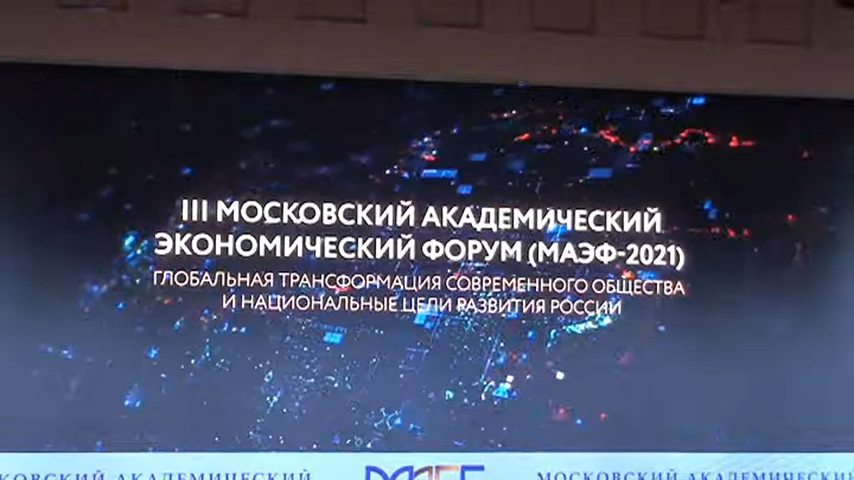 III МОСКОВСКИЙ АКАДЕМИЧЕСКИЙ
ЭКОНОМИЧЕСКИЙ ФОРУМ (МАЭФ-2021)
ГЛОБАЛЬНАЯ ТРАНСФОРМАЦИЯ СОВРЕМЕННОГО ОБЩЕСТВА
И НАЦИОНАЛЬНЫЕ ЦЕЛИ РАЗВИТИЯ РОССИИ
АКАДЕМИЧЕСКИЙ МОСКОВСКИЙ